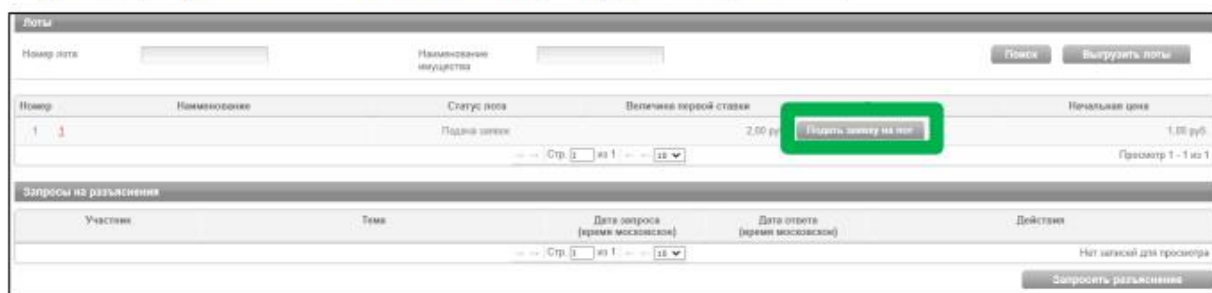 Лоты
Номер лота
Наименование
имущества
Поиск
Выгрузить лоты
Номер Наименование Статус лота Величина первой ставки Начальная цена
1 1 Подача заявок 2,00 ру Подать заявку на лот 1,00 руб.
Стр. 1 из 1 10 Просмотр 1 - 1 из 1
Запросы на разъяснения
Участник Тема Дата запроса
(время московское) Дата ответа
(время московское) Действия
Стр. 1 из 1 10 Нет записей для просмотра
Запросить разъяснения